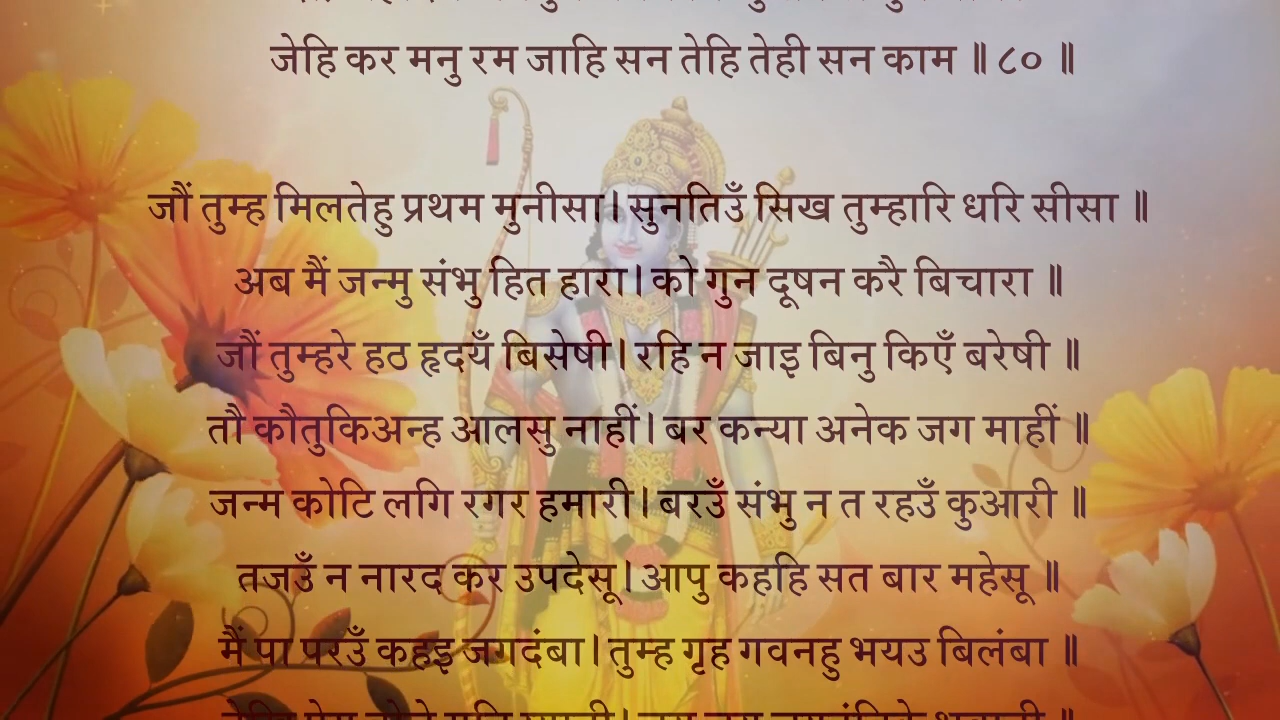 जेहि कर मनु रम जाहि सन तेहि तेही सन काम ॥ ८० ॥
जौं तुम्ह मिलतेहु प्रथम मुनीसा। सुनतिउँ सिख तुम्हारि धरि सीसा ॥
अब मैं जन्मु संभु हित हारा। को गुन दूषन करै बिचारा ॥
जौं तुम्हरे हठ हृदयँ बिसेषी। रहि न जाइ बिनु किएँ बरेषी ॥
तौ कौतुकिअन्ह आलसु नाहीं। बर कन्या अनेक जग माहीं ॥
जन्म कोटि लगि रगर हमारी। बरउँ संभु न त रहउँ कुआरी ॥
तजउँ न नारद कर उपदेसू। आपु कहहि सत बार महेसू ॥
मैं पा परउँ कहइ जगदंबा। तुम्ह गृह गवनहु भयउ बिलंबा ॥